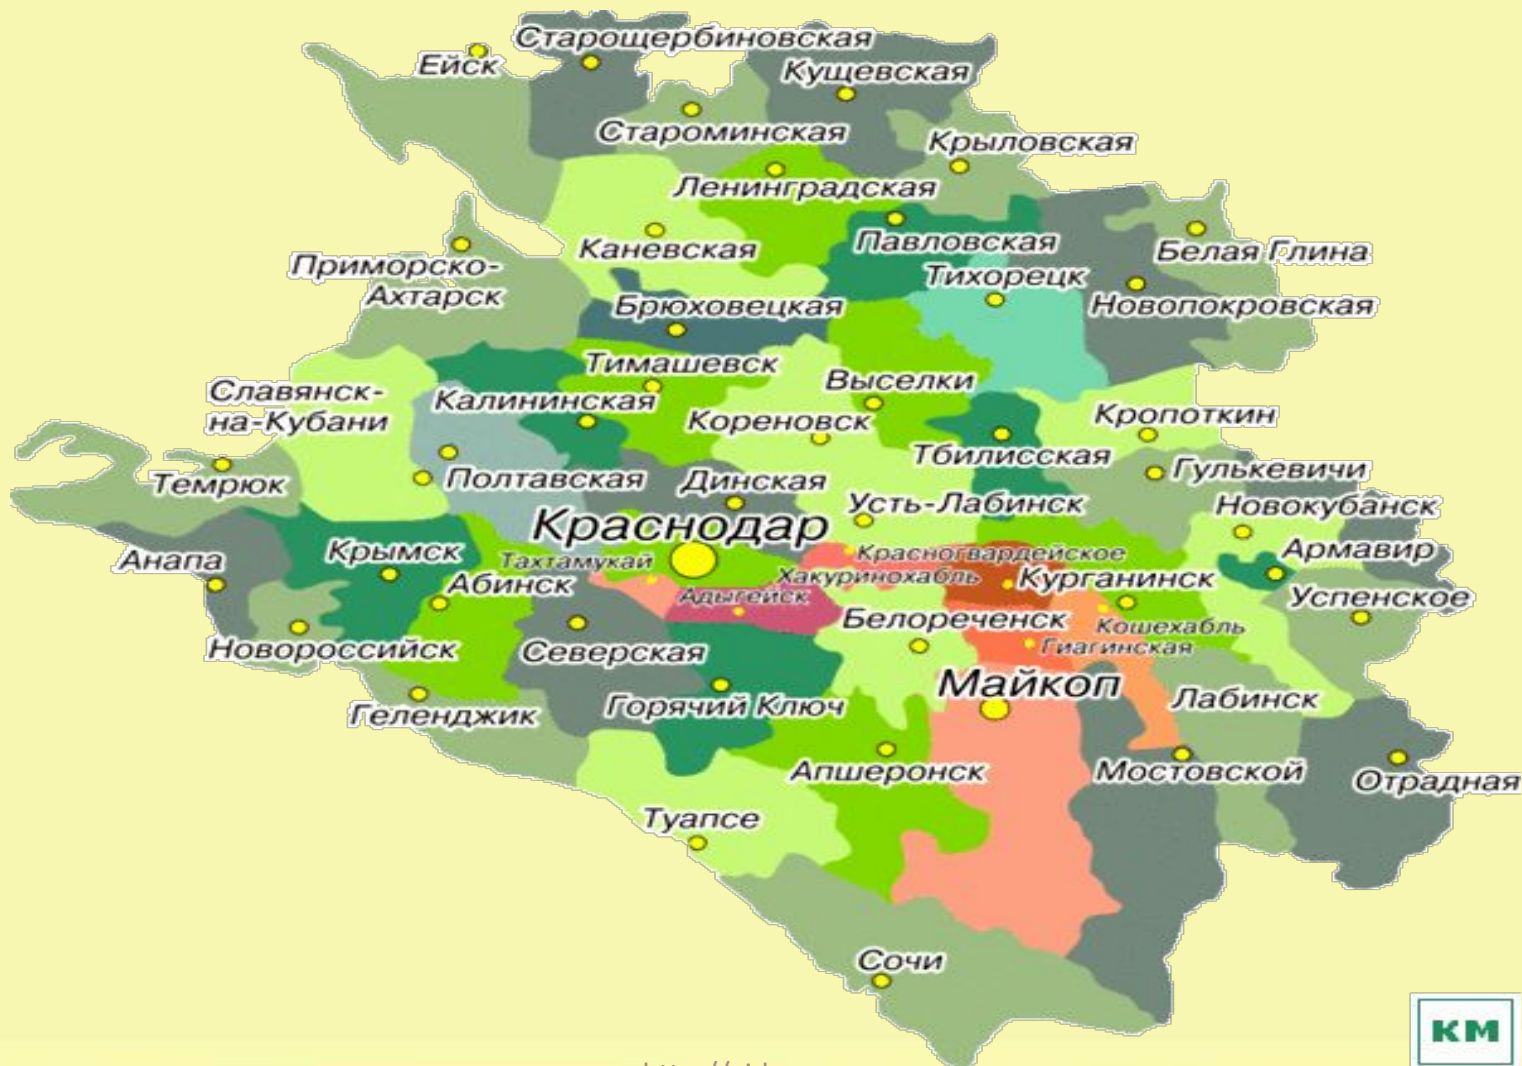 Старощербиновская
Ейск
Кущевская
Староминская
Крыловская
Ленинградская
Каневская
Павловская
Белая Глина
Приморско-
Ахтарск
Тихорецк
Новопокровская
Брюховецкая
Тимашевск
Выселки
Славянск-
на-Кубани
Калининская
Кореновск
Кропоткин
Тбилисская
Гулькевичи
Темрюк
Полтавская
Динская
Усть-Лабинск
Новокубанск
Краснодар
Анапа
Крымск
Тахтамукай
Красногвардейское
Армавир
Абинск
Хакуринохабль
Курганинск
Адыгейск
Успенское
Белореченск
Кошехабль
Новороссийск
Северская
Гиагинская
Майкоп
Лабинск
Геленджик
Горячий Ключ
Апшеронск
Мостовской
Отрадная
Туапсе
Сочи
КМ